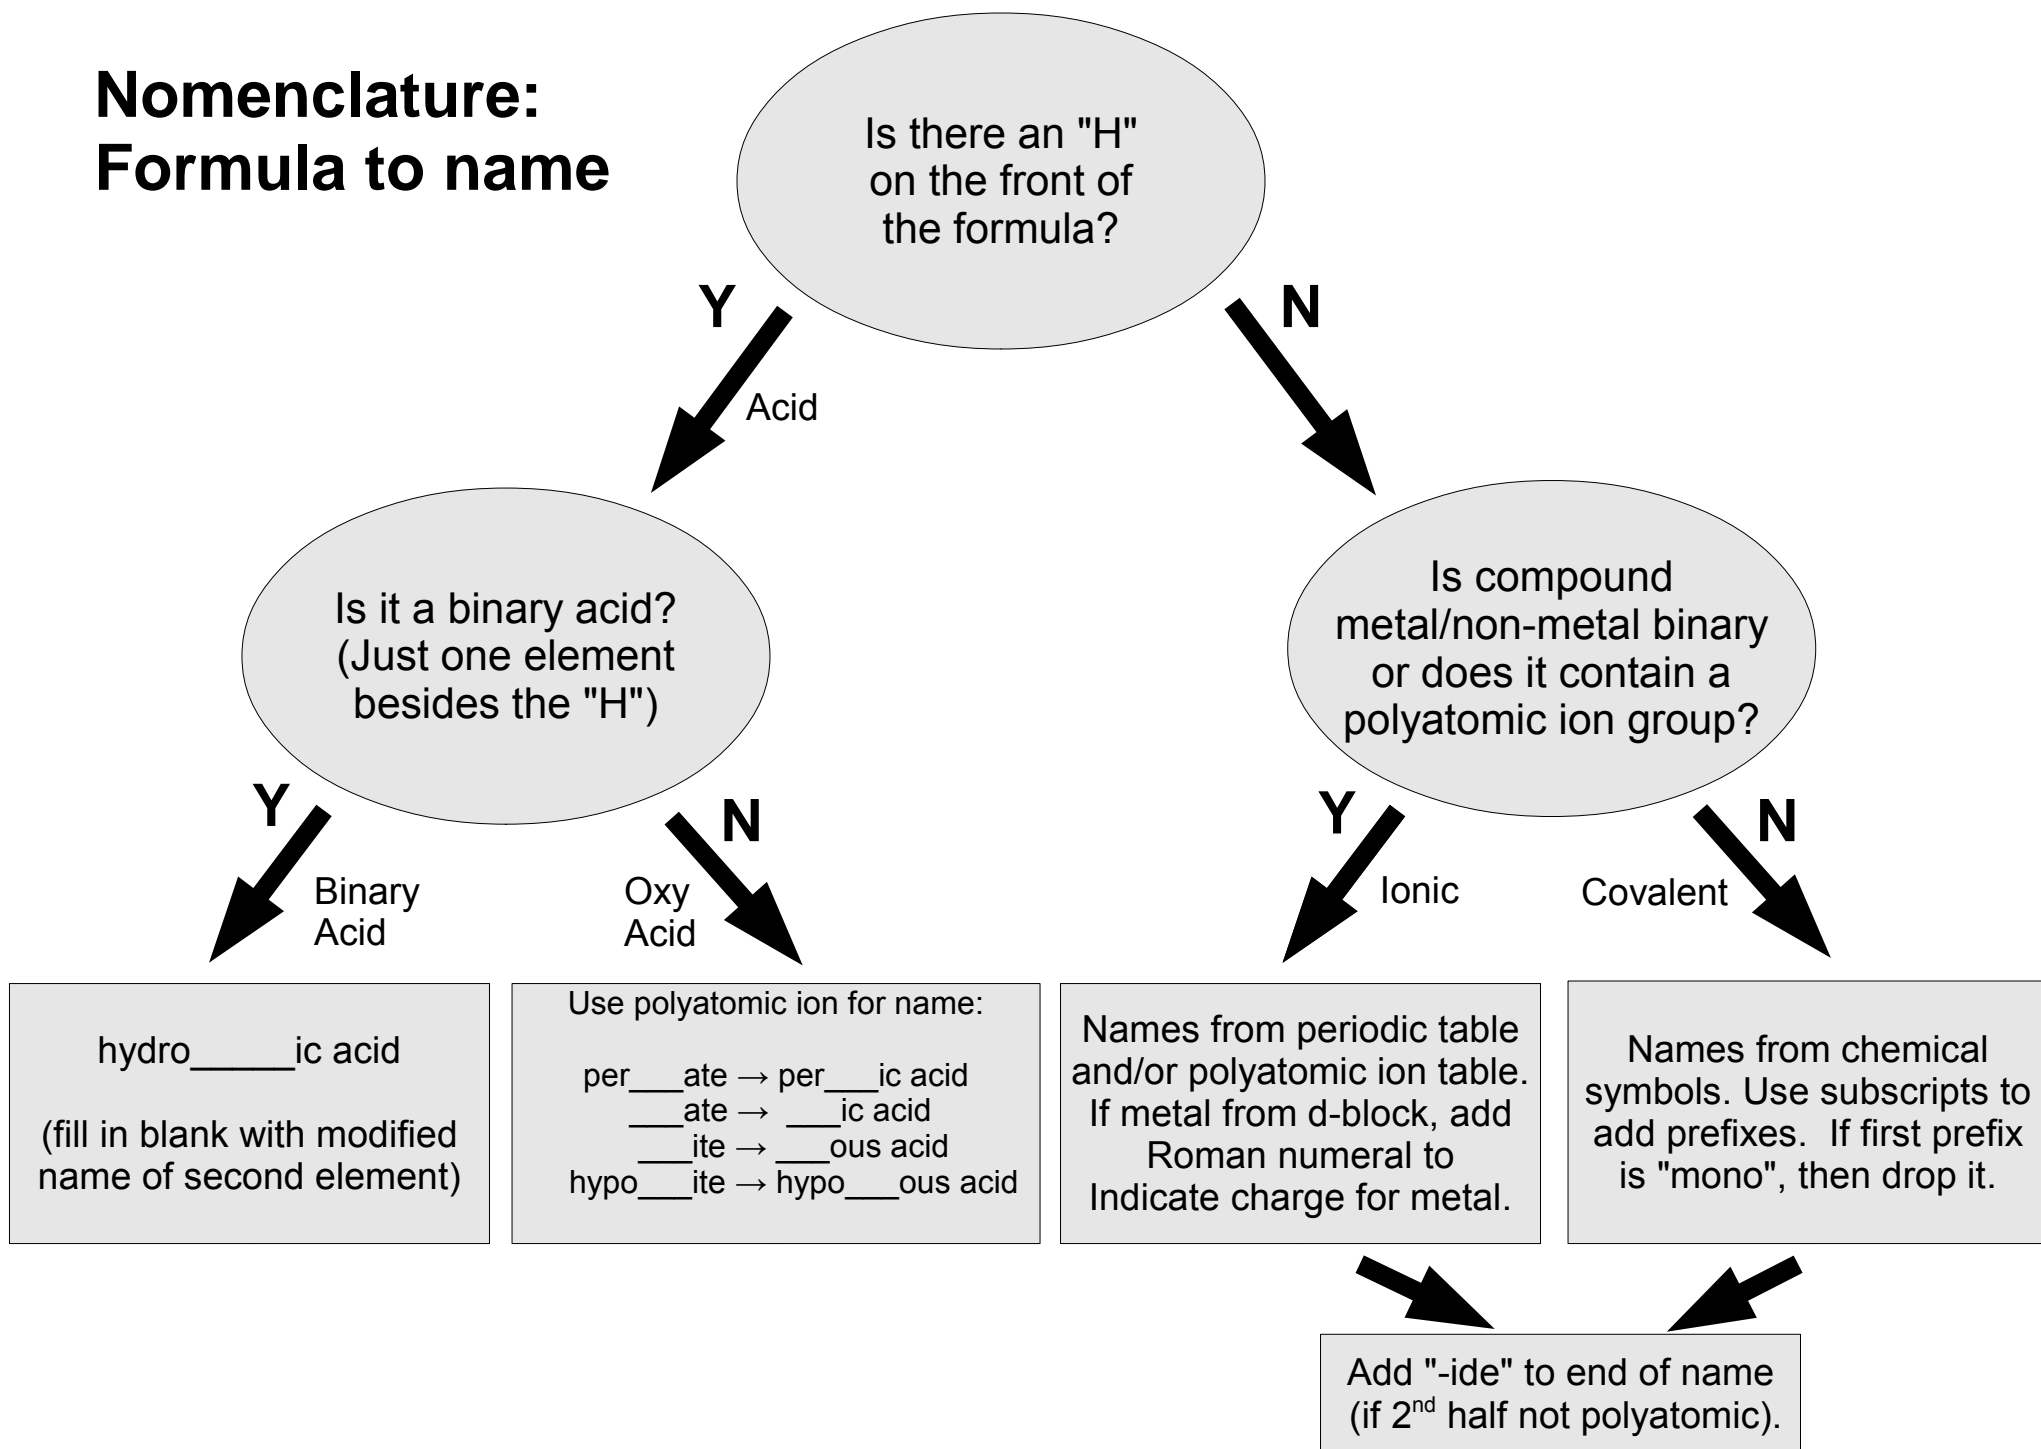 Nomenclature:
Formula to name
Is there an "H"
on the front of
the formula?
Y
N
Acid
Is it a binary acid?
(Just one element
besides the "H")
Is compound
metal/non-metal binary
or does it contain a
polyatomic ion group?
Y
N
Y
N
Binary
Acid
Oxy
Acid
Ionic
Covalent
hydro_____ic acid
(fill in blank with modified
name of second element)
Use polyatomic ion for name:
per___ate → per___ic acid
___ate → ___ic acid
___ite → ___ous acid
hypo___ite → hypo___ous acid
Names from periodic table
and/or polyatomic ion table.
If metal from d-block, add
Roman numeral to
Indicate charge for metal.
Names from chemical
symbols. Use subscripts to
add prefixes. If first prefix
is "mono", then drop it.
Add "-ide" to end of name
(if 2nd half not polyatomic).